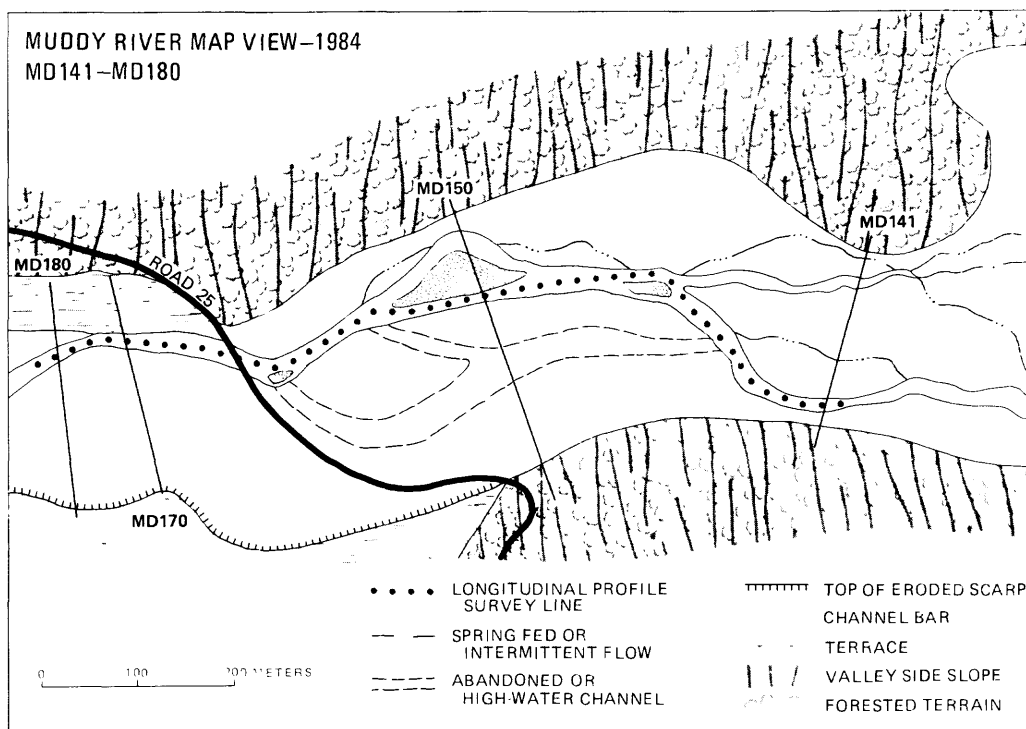 MUDDY RIVER MAP VIEW–1984
MD141–MD180
MD150
MD141
MD180
ROAD 25
MD170
LONGITUDINAL PROFILE
SURVEY LINE
SPRING FED OR
INTERMITTENT FLOW
ABANDONED OR
HIGH-WATER CHANNEL
TOP OF ERODED SCARP
CHANNEL BAR
TERRACE
VALLEY SIDE SLOPE
FORESTED TERRAIN
0 100 200 METERS